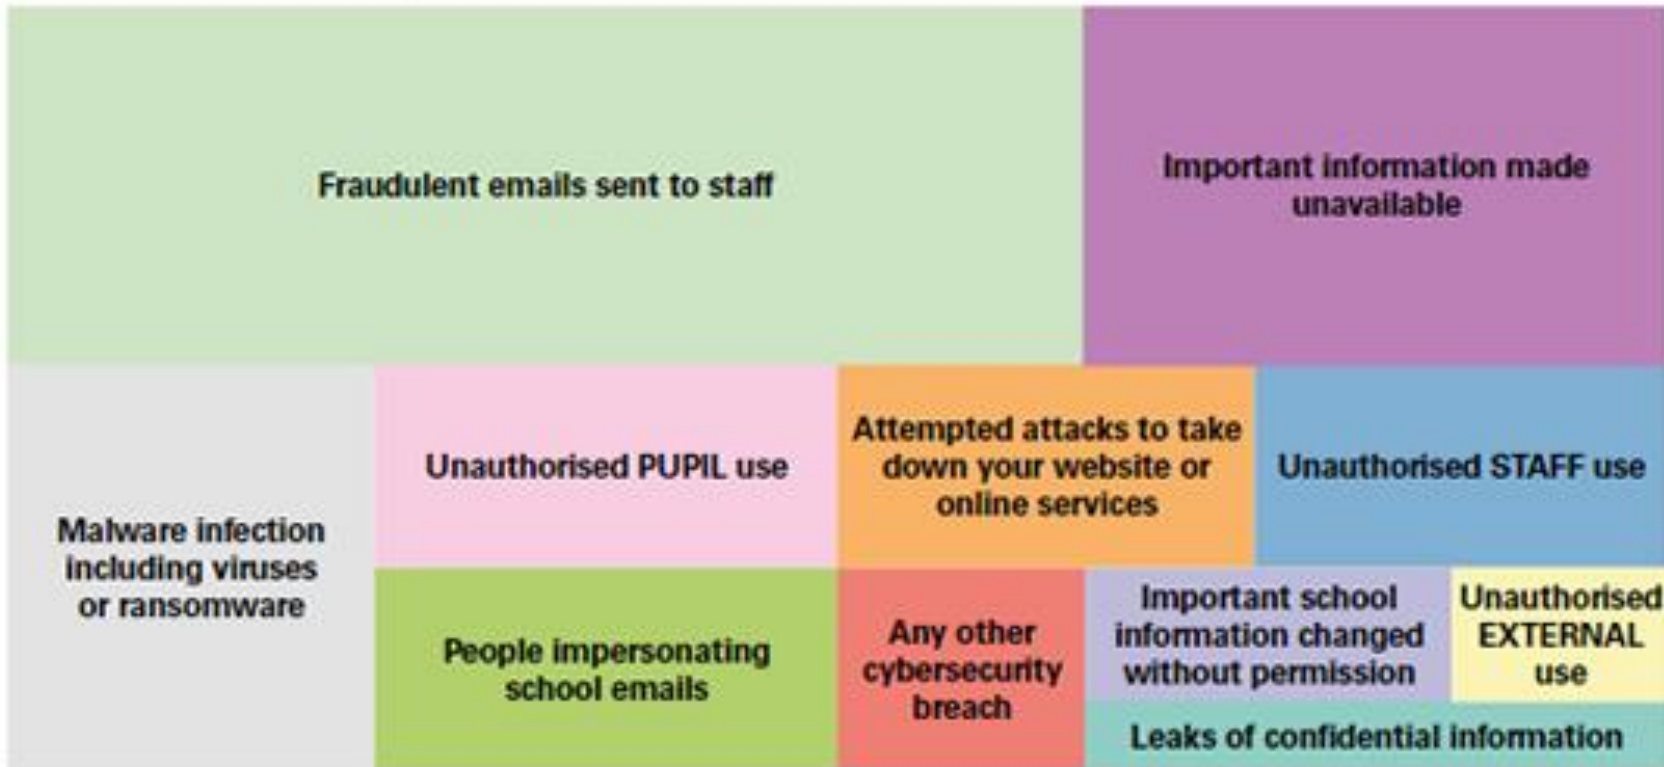 Fraudulent emails sent to staff
Important information made
unavailable
Malware infection
including viruses
or ransomware
Unauthorised PUPIL use
Attempted attacks to take
down your website or
online services
Unauthorised STAFF use
People impersonating
school emails
Any other
cybersecurity
breach
Important school
information changed
without permission
Unauthorised
EXTERNAL
use
Leaks of confidential information